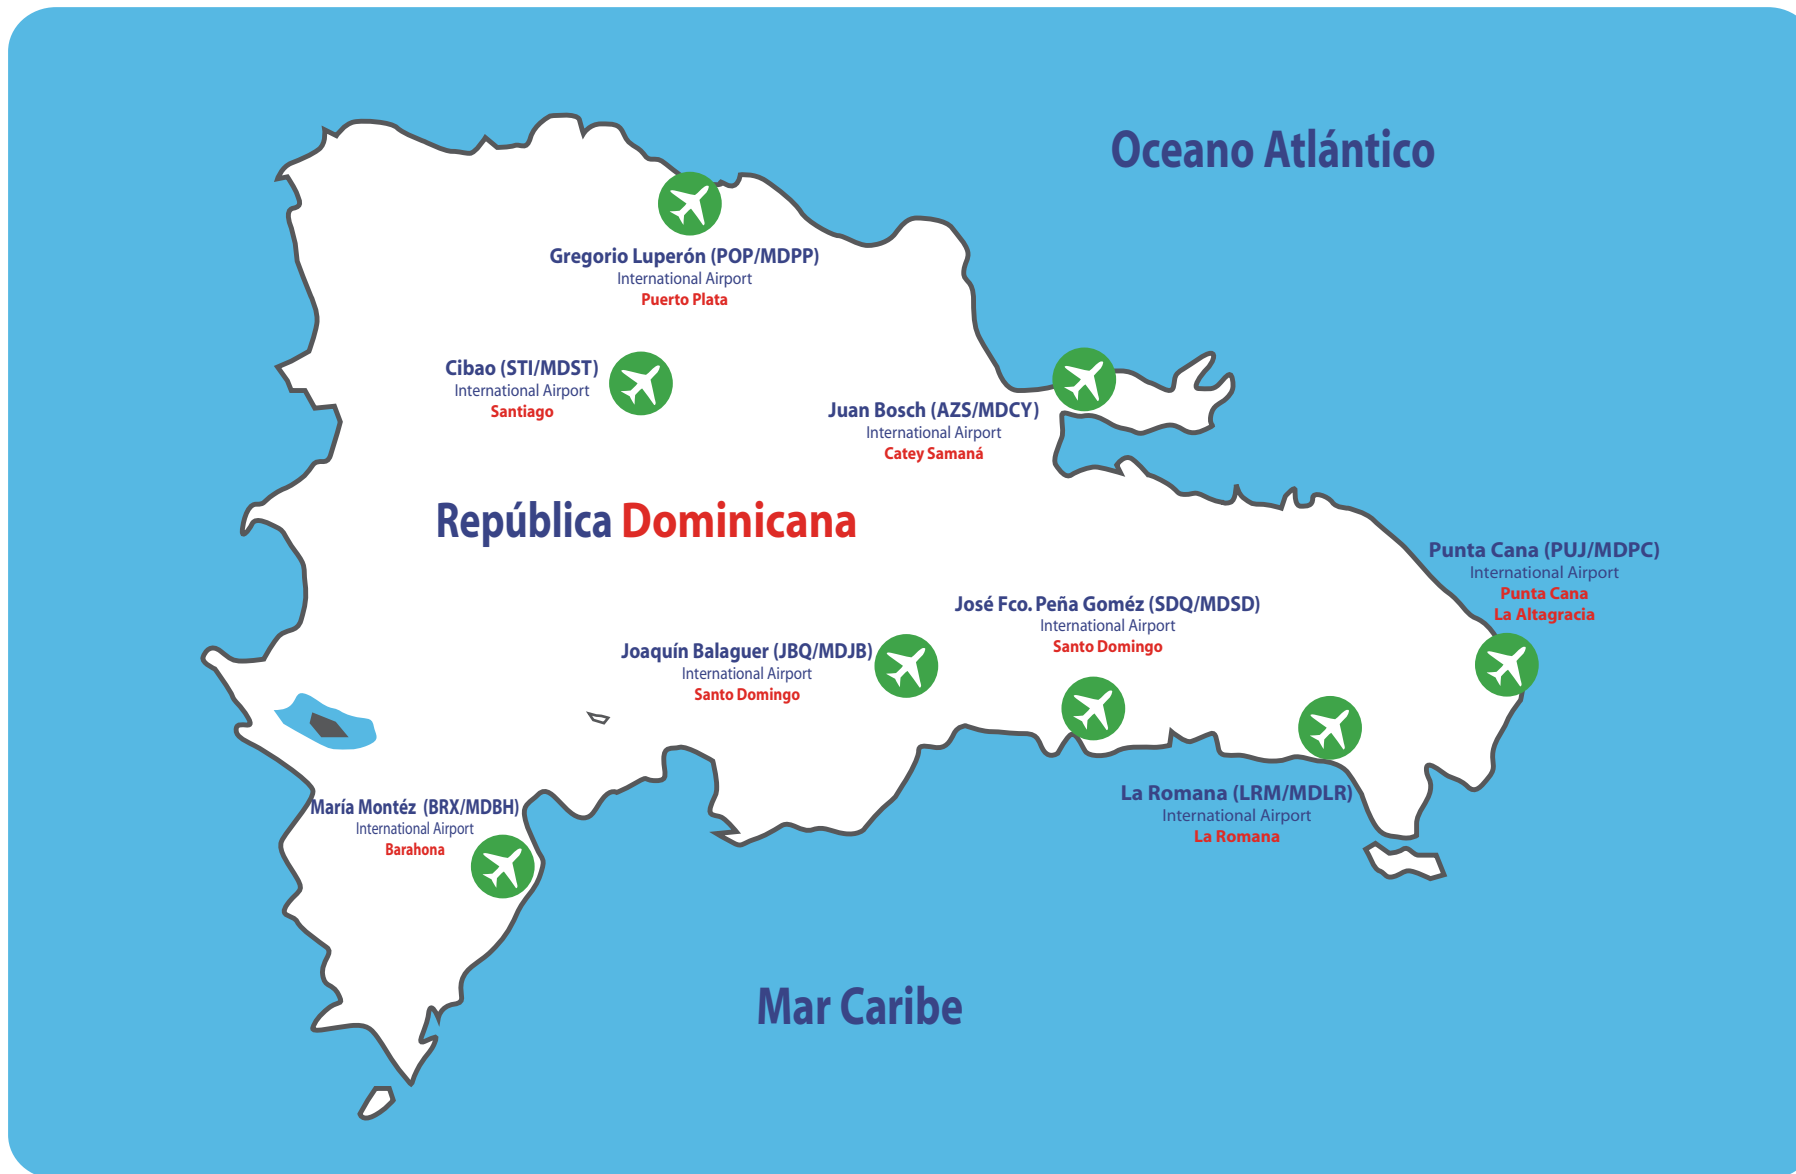 Oceano Atlántico
Gregorio Luperón (POP/MDPP)
International Airport
Puerto Plata
Cibao (STI/MDST)
International Airport
Santiago
Juan Bosch (AZS/MDCY)
International Airport
Catey Samaná
República Dominicana
Punta Cana (PUJ/MDPC)
International Airport
Punta Cana
La Altagracia
José Fco. Peña Goméz (SDQ/MDSD)
International Airport
Santo Domingo
Joaquín Balaguer (JBQ/MDJB)
International Airport
Santo Domingo
La Romana (LRM/MDLR)
International Airport
La Romana
María Montéz (BRX/MDBH)
International Airport
Barahona
Mar Caribe